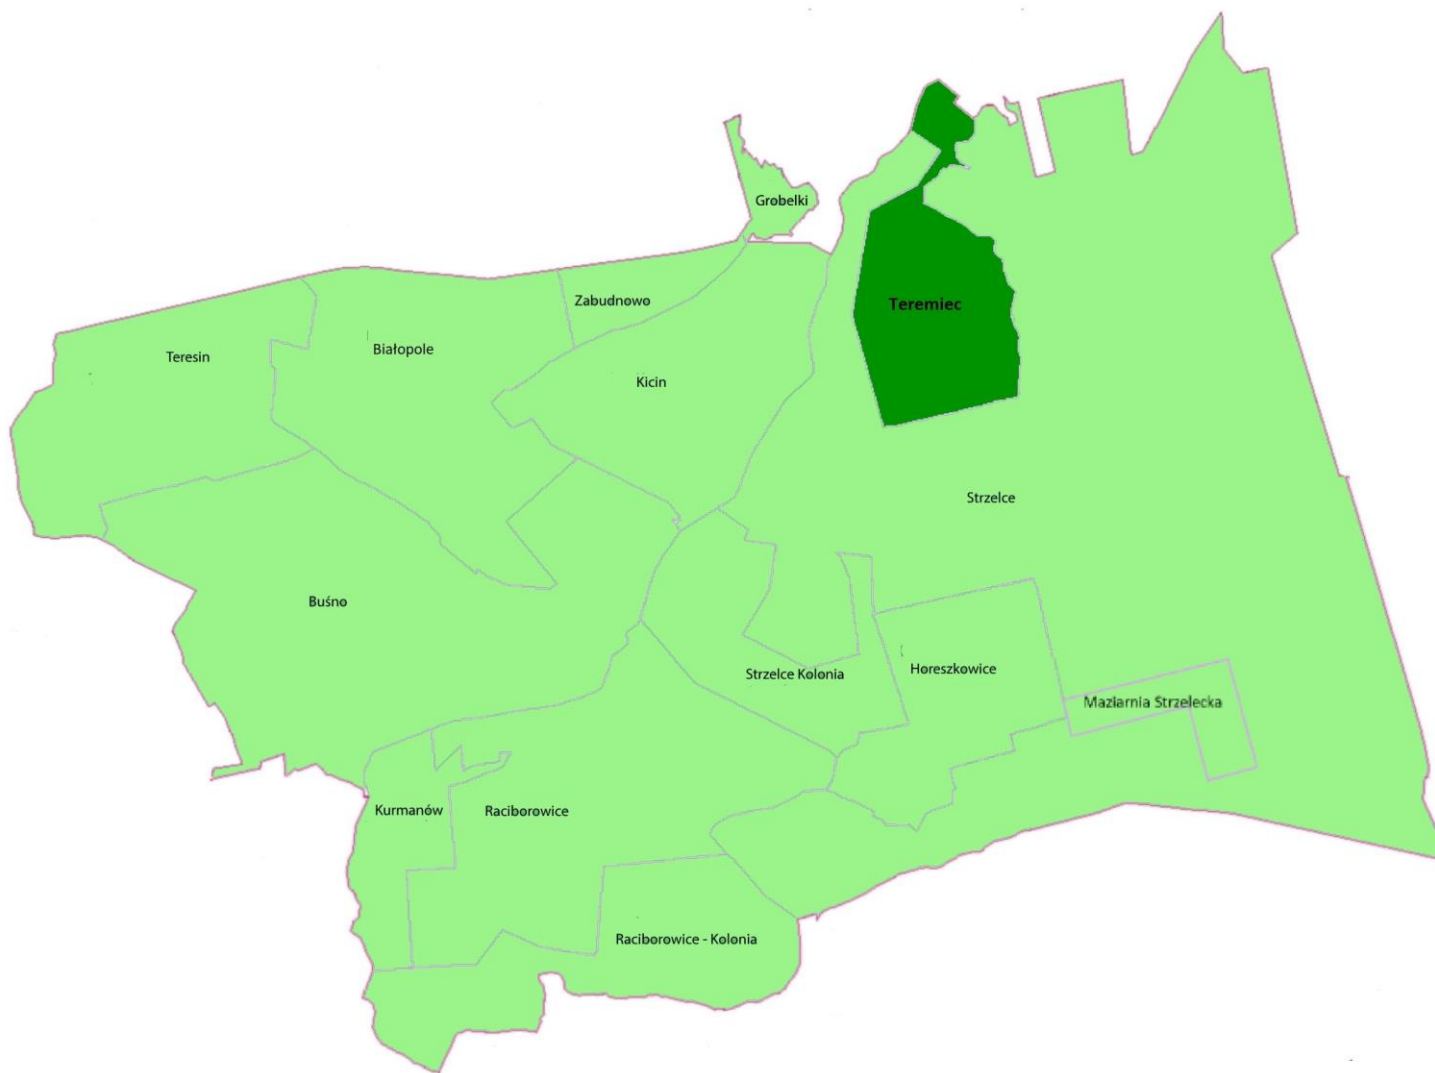 Grobelki
Zabudnowo
Teremiec
Teresin
Białopole
Kicin
Strzelce
Buśno
Strzelce Kolonia
Horeszkowice
Maziarnia Strzelecka
Kurmanów
Raciborowice
Raciborowice - Kolonia